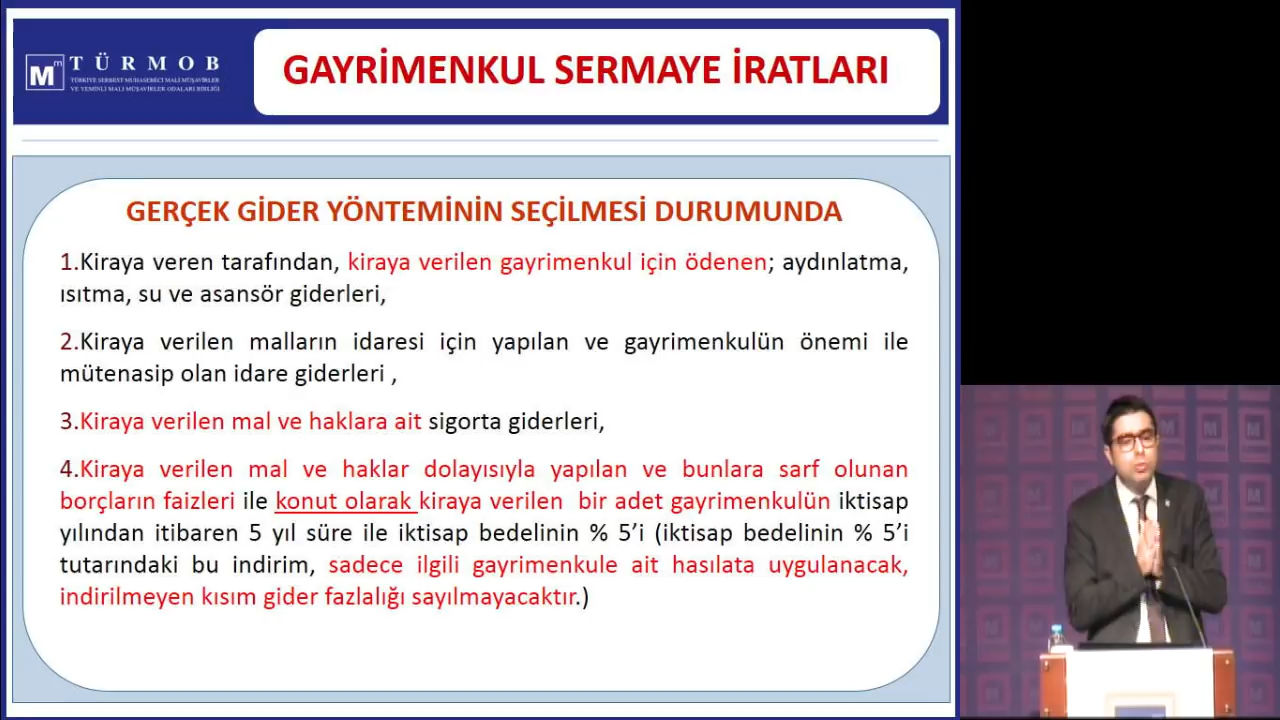 TÜRMOB
TÜRKİYE SERBEST MUHASEBECİ MALİ MÜŞAVİRLER
VE YEMİNLİ MALİ MÜŞAVİRLER ODALARI BİRLİĞİ
GAYRİMENKUL SERMAYE İRATLARI
GERÇEK GİDER YÖNTEMİNİN SEÇİLMESİ DURUMUNDA
1.Kiraya veren tarafından, kiraya verilen gayrimenkul için ödenen; aydınlatma,
ısıtma, su ve asansör giderleri,
2.Kiraya verilen malların idaresi için yapılan ve gayrimenkulün önemi ile
mütenasip olan idare giderleri ,
3.Kiraya verilen mal ve haklara ait sigorta giderleri,
4.Kiraya verilen mal ve haklar dolayısıyla yapılan ve bunlara sarf olunan
borçların faizleri ile konut olarak kiraya verilen bir adet gayrimenkulün iktisap
yılından itibaren 5 yıl süre ile iktisap bedelinin % 5’i (iktisap bedelinin % 5’i
tutarındaki bu indirim, sadece ilgili gayrimenkule ait hasılata uygulanacak,
indirilmeyen kısım gider fazlalığı sayılmayacaktır.)